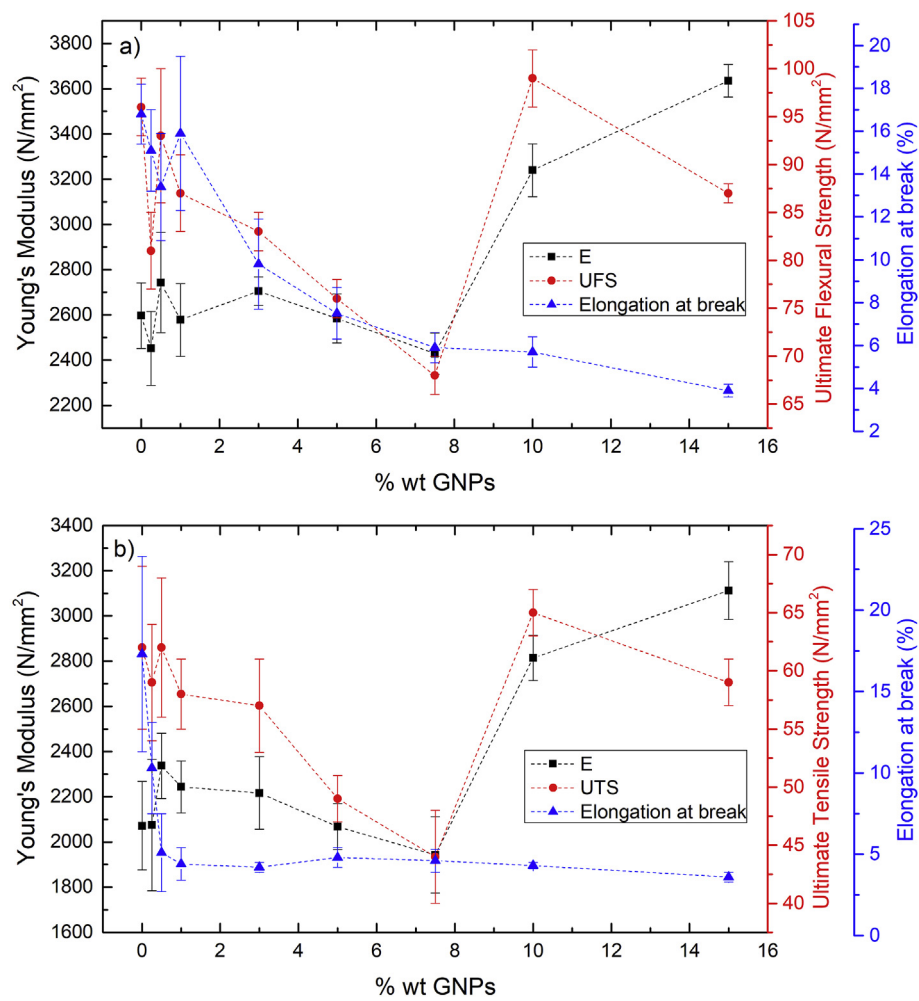 a)
Young's Modulus (N/mm²)
3800
3600
3400
3200
3000
2800
2600
2400
2200
0 2 4 6 8 10 12 14 16
% wt GNPs
E
UFS
Elongation at break
105
100
95
90
85
80
75
70
65
Ultimate Flexural Strength (N/mm²)
20
18
16
14
12
10
8
6
4
2
Elongation at break (%)
b)
Young's Modulus (N/mm²)
3400
3200
3000
2800
2600
2400
2200
2000
1800
1600
0 2 4 6 8 10 12 14 16
% wt GNPs
E
UTS
Elongation at break
70
65
60
55
50
45
40
Ultimate Tensile Strength (N/mm²)
25
20
15
10
5
0
Elongation at break (%)